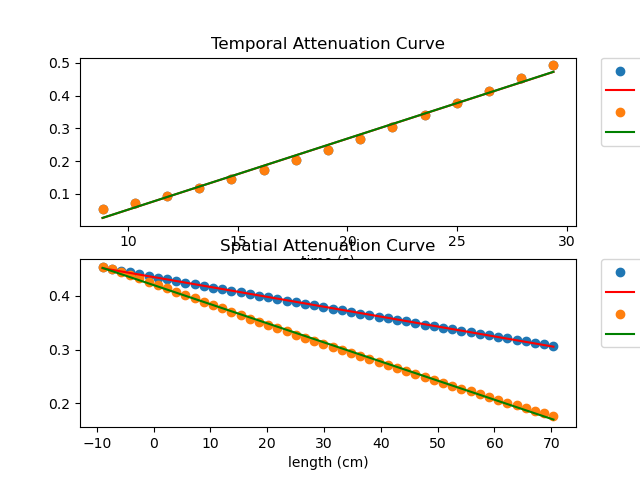 Temporal Attenuation Curve
0.5
0.4
0.3
0.2
0.1
10 15 20 25 30
time (s)
Spatial Attenuation Curve
0.4
0.3
0.2
−10 0 10 20 30 40 50 60 70
length (cm)